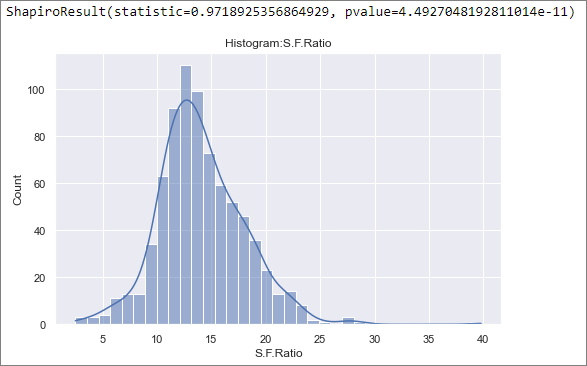 ShapiroResult(statistic=0.9718925356864929, pvalue=4.4927048192811014e-11)
Histogram:S.F.Ratio
100
80
60
40
20
0
Count
5 10 15 20 25 30 35 40
S.F.Ratio